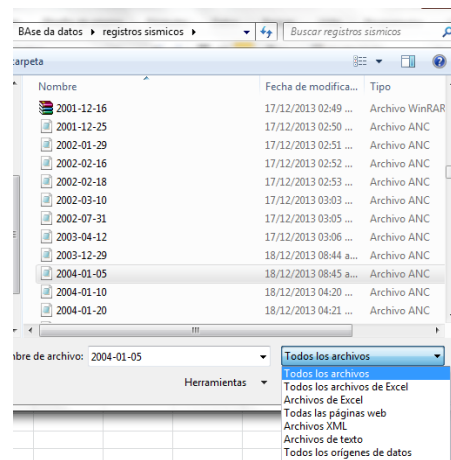 BAse da datos ▸ registros sismicos ▸ Buscar registros sismicos
carpeta
Nombre Fecha de modifica... Tipo
2001-12-16 17/12/2013 02:49 ... Archivo WinRAR
2001-12-25 17/12/2013 02:50 ... Archivo ANC
2002-01-29 17/12/2013 02:51 ... Archivo ANC
2002-02-16 17/12/2013 02:52 ... Archivo ANC
2002-02-18 17/12/2013 02:53 ... Archivo ANC
2002-03-10 17/12/2013 03:03 ... Archivo ANC
2002-07-31 17/12/2013 03:05 ... Archivo ANC
2003-04-12 17/12/2013 03:06 ... Archivo ANC
2003-12-29 18/12/2013 08:44 a... Archivo ANC
2004-01-05 18/12/2013 08:45 a... Archivo ANC
2004-01-10 18/12/2013 04:20 ... Archivo ANC
2004-01-20 18/12/2013 04:21 ... Archivo ANC
bre de archivo: 2004-01-05 Todos los archivos
Herramientas
Todos los archivos
Todos los archivos de Excel
Archivos de Excel
Todas las páginas web
Archivos XML
Archivos de texto
Todos los orígenes de datos